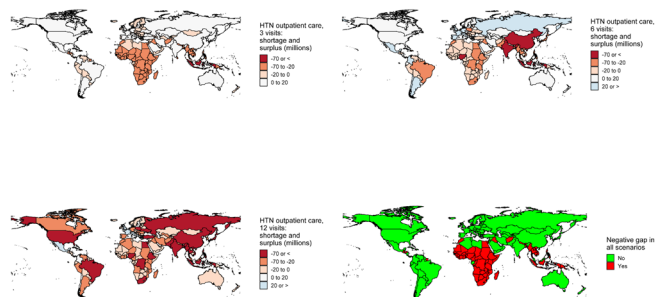 HTN outpatient care,
3 visits:
shortage and
surplus (millions)
-70 or <
-70 to -20
-20 to 0
0 to 20
HTN outpatient care,
6 visits:
shortage and
surplus (millions)
-70 or <
-70 to -20
-20 to 0
0 to 20
20 or >
HTN outpatient care,
12 visits:
shortage and
surplus (millions)
-70 or <
-70 to -20
-20 to 0
0 to 20
20 or >
Negative gap in
all scenarios
No
Yes